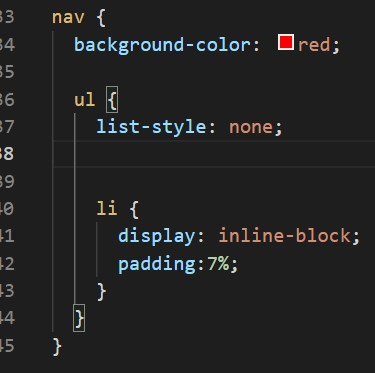 33 nav {
34   background-color: red;
35
36   ul {
37     list-style: none;
38
39
40     li {
41       display: inline-block;
42       padding:7%;
43     }
44   }
45 }